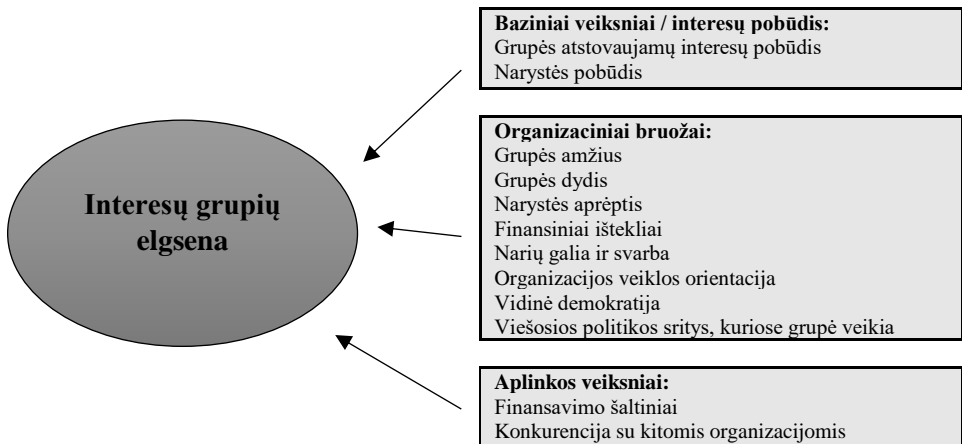 Interesų grupių
elgsena
Baziniai veiksniai / interesų pobūdis:
Grupės atstovaujamų interesų pobūdis
Narystės pobūdis
Organizaciniai bruožai:
Grupės amžius
Grupės dydis
Narystės aprėptis
Finansiniai ištekliai
Narių galia ir svarba
Organizacijos veiklos orientacija
Vidinė demokratija
Viešosios politikos sritys, kuriose grupė veikia
Aplinkos veiksniai:
Finansavimo šaltiniai
Konkurencija su kitomis organizacijomis